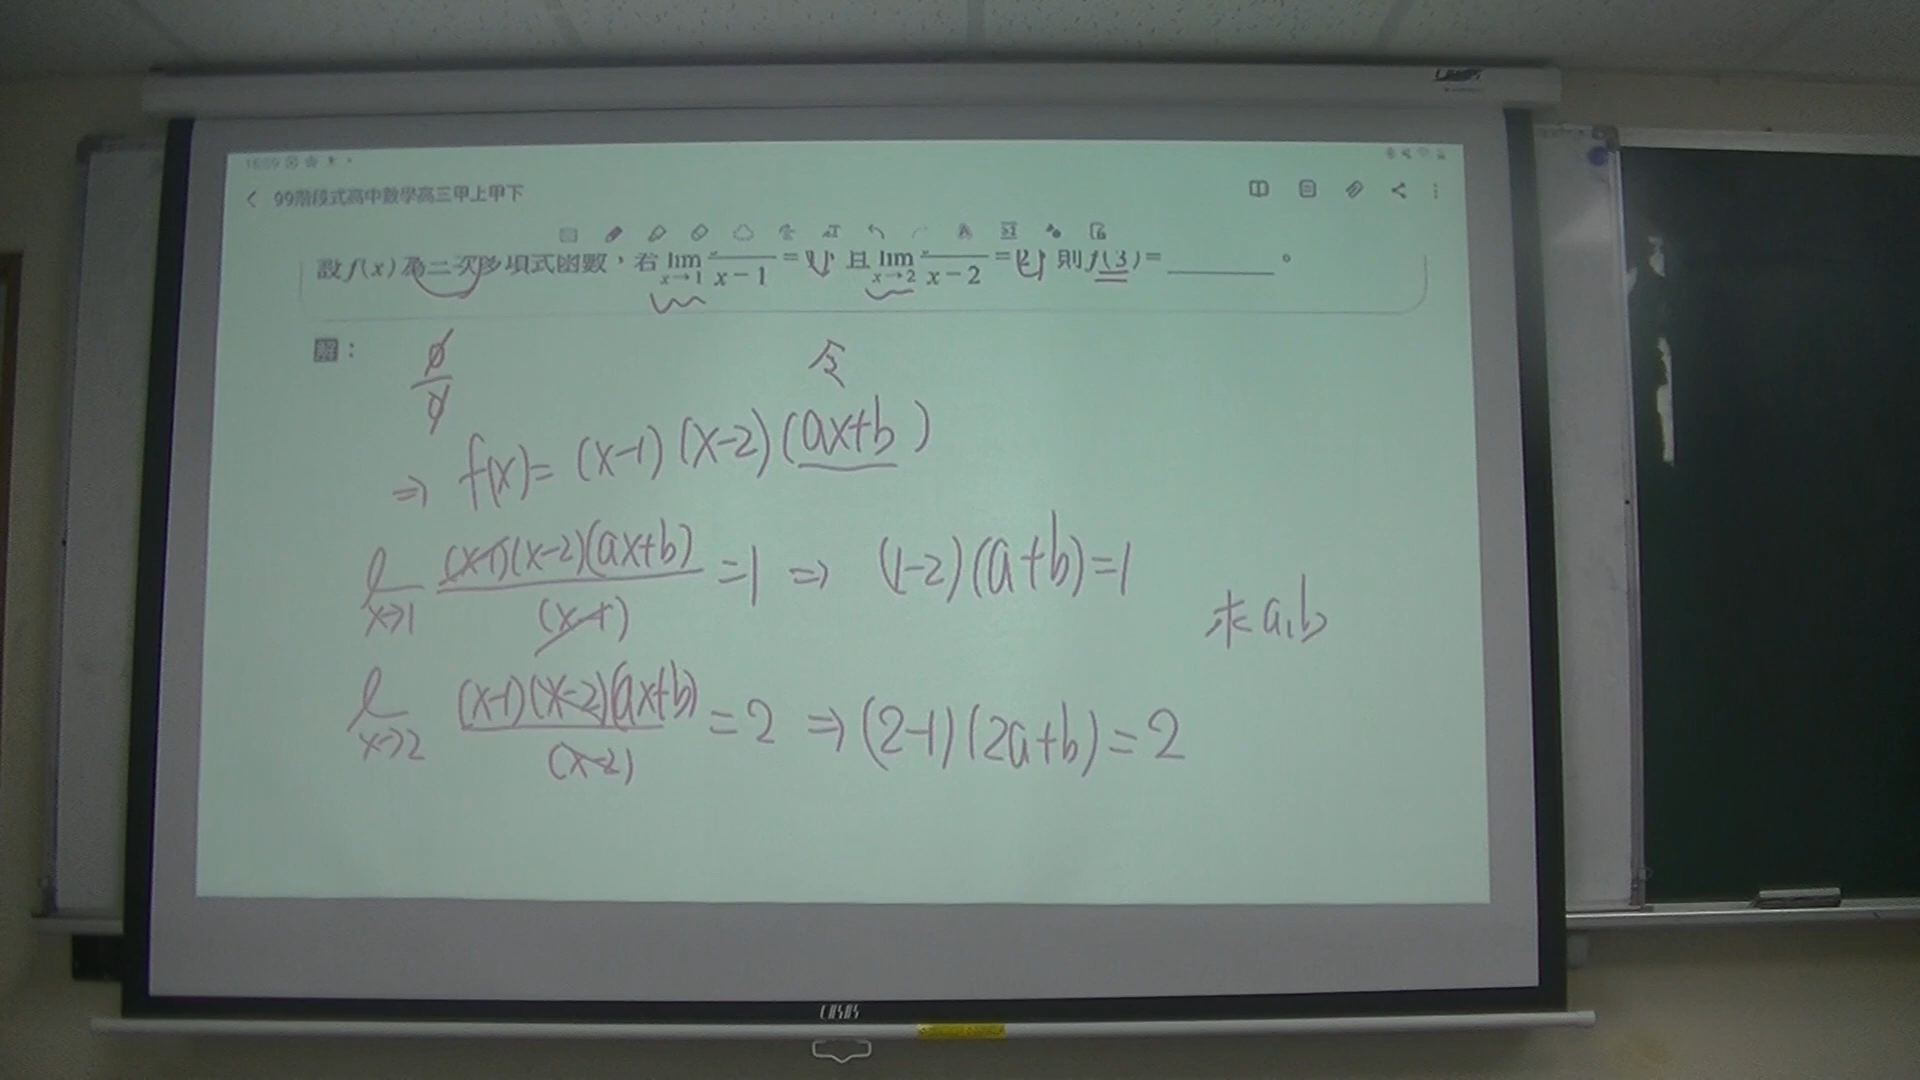 16:59
99階段式高中數學高三甲上甲下
設 f(x) 為三次多項式函數,若 lim x→1 x−1 = 1, 且 lim x→2 x−2 = 2, 則 f(3) = ______ 。
解:
0/0
令
⇒ f(x)= (x-1)(x-2)(ax+b)
l x→1 (x-1)(x-2)(ax+b)/(x-1) =1 ⇒ (1-2)(a+b)=1
求a,b
l x→2 (x-1)(x-2)(ax+b)/(x-2) =2 ⇒ (2-1)(2a+b)=2